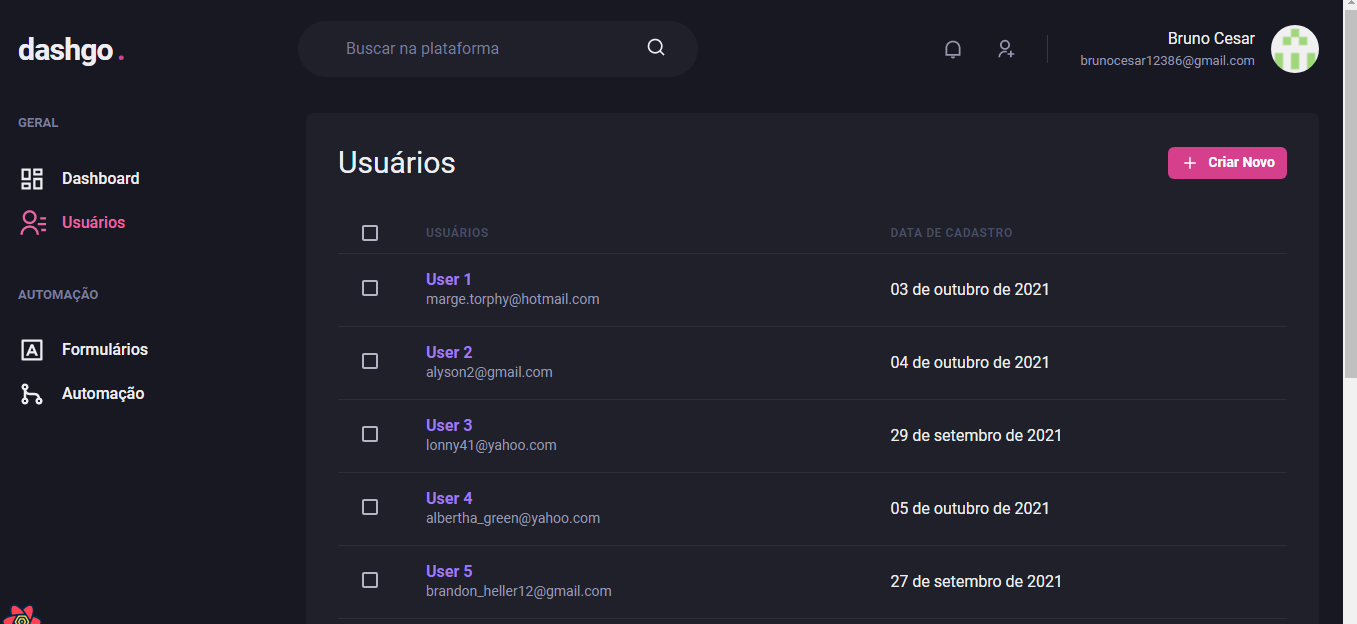 dashgo.
Buscar na plataforma
Bruno Cesar
brunocesar12386@gmail.com
GERAL
Dashboard
Usuários
AUTOMAÇÃO
Formulários
Automação
Usuários
+ Criar Novo
USUÁRIOS DATA DE CADASTRO
User 1
marge.torphy@hotmail.com
03 de outubro de 2021
User 2
alyson2@gmail.com
04 de outubro de 2021
User 3
lonny41@yahoo.com
29 de setembro de 2021
User 4
albertha_green@yahoo.com
05 de outubro de 2021
User 5
brandon_heller12@gmail.com
27 de setembro de 2021